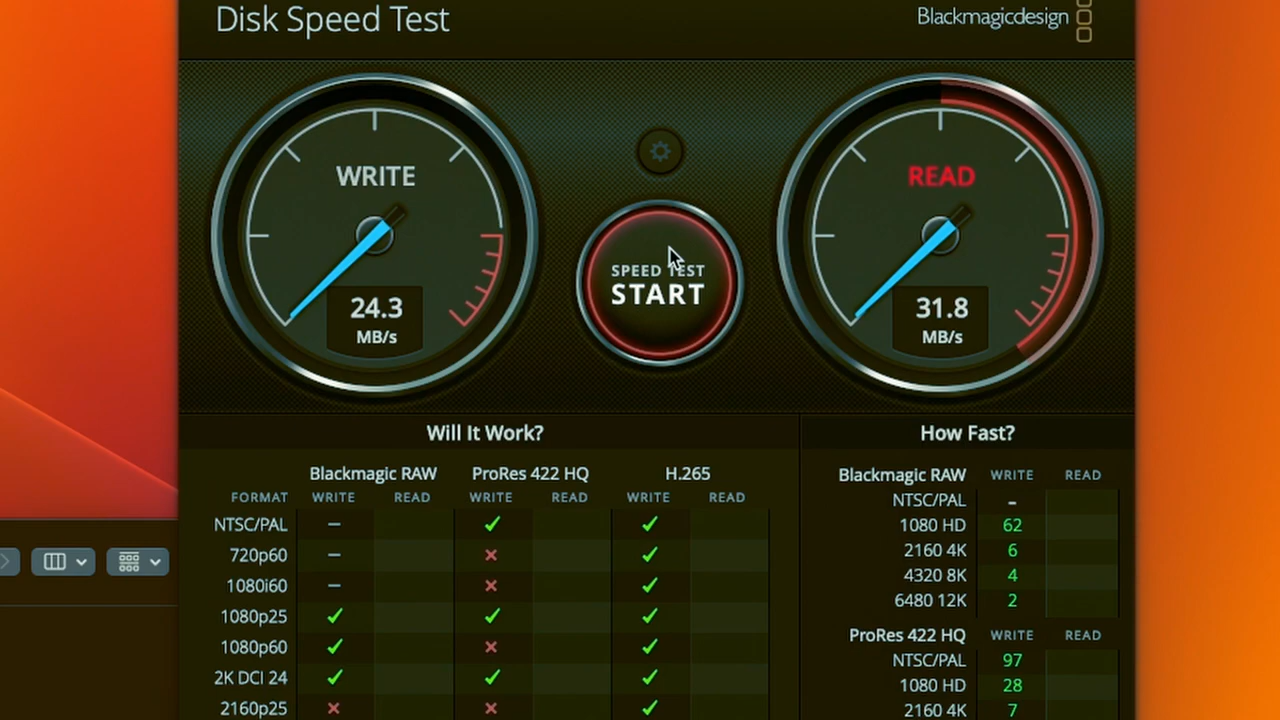 Disk Speed Test
Blackmagicdesign
WRITE
24.3
MB/s
SPEED TEST
START
READ
31.8
MB/s
Will It Work?
Blackmagic RAW ProRes 422 HQ H.265
FORMAT WRITE READ WRITE READ WRITE READ
NTSC/PAL – ✓ ✓
720p60 – × ✓
1080i60 – × ✓
1080p25 ✓ ✓ ✓
1080p60 ✓ × ✓
2K DCI 24 ✓ ✓ ✓
2160p25 × × ✓
How Fast?
Blackmagic RAW WRITE READ
NTSC/PAL -
1080 HD 62
2160 4K 6
4320 8K 4
6480 12K 2
ProRes 422 HQ WRITE READ
NTSC/PAL 97
1080 HD 28
2160 4K 7